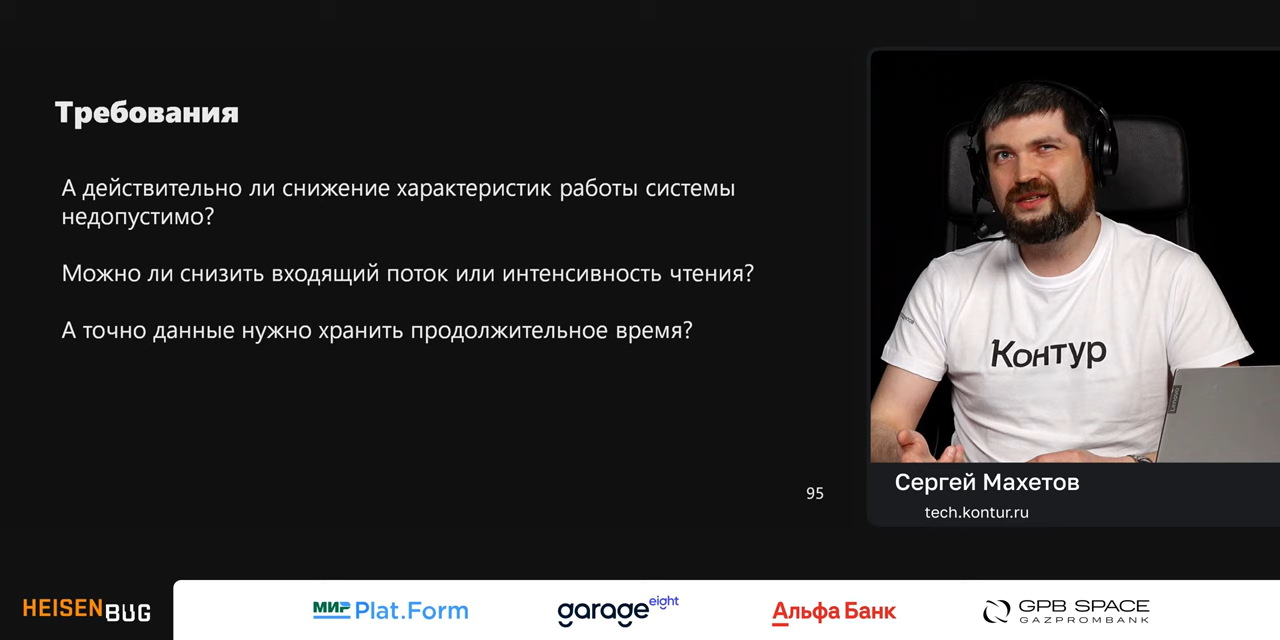 Требования
А действительно ли снижение характеристик работы системы
недопустимо?
Можно ли снизить входящий поток или интенсивность чтения?
А точно данные нужно хранить продолжительное время?
95
Контур
Lenovo
Сергей Махетов
tech.kontur.ru
HEISENBUG
МИР Plat.Form
garage eight
Альфа Банк
GPB SPACE
GAZPROMBANK